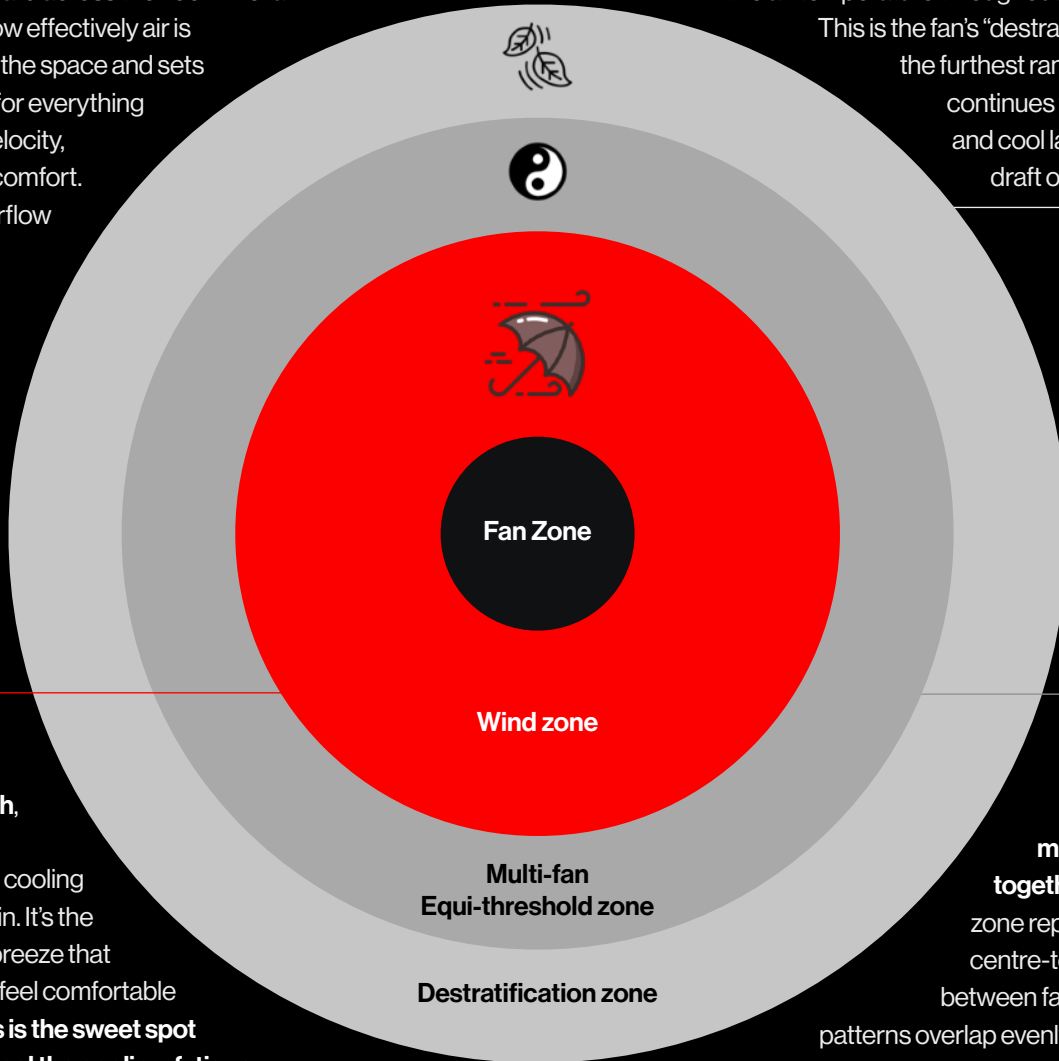 ow effectively air is
the space and sets
for everything
elocity,
comfort.
rflow
This is the fan's “destra
the furthest ran
continues
and cool la
draft o
Fan Zone
Wind zone
Multi-fan
Equi-threshold zone
Destratification zone
h,
cooling
in. It's the
breeze that
feel comfortable
s is the sweet spot
m
togeth
zone rep
centre-to
between fa
patterns overlap evenl